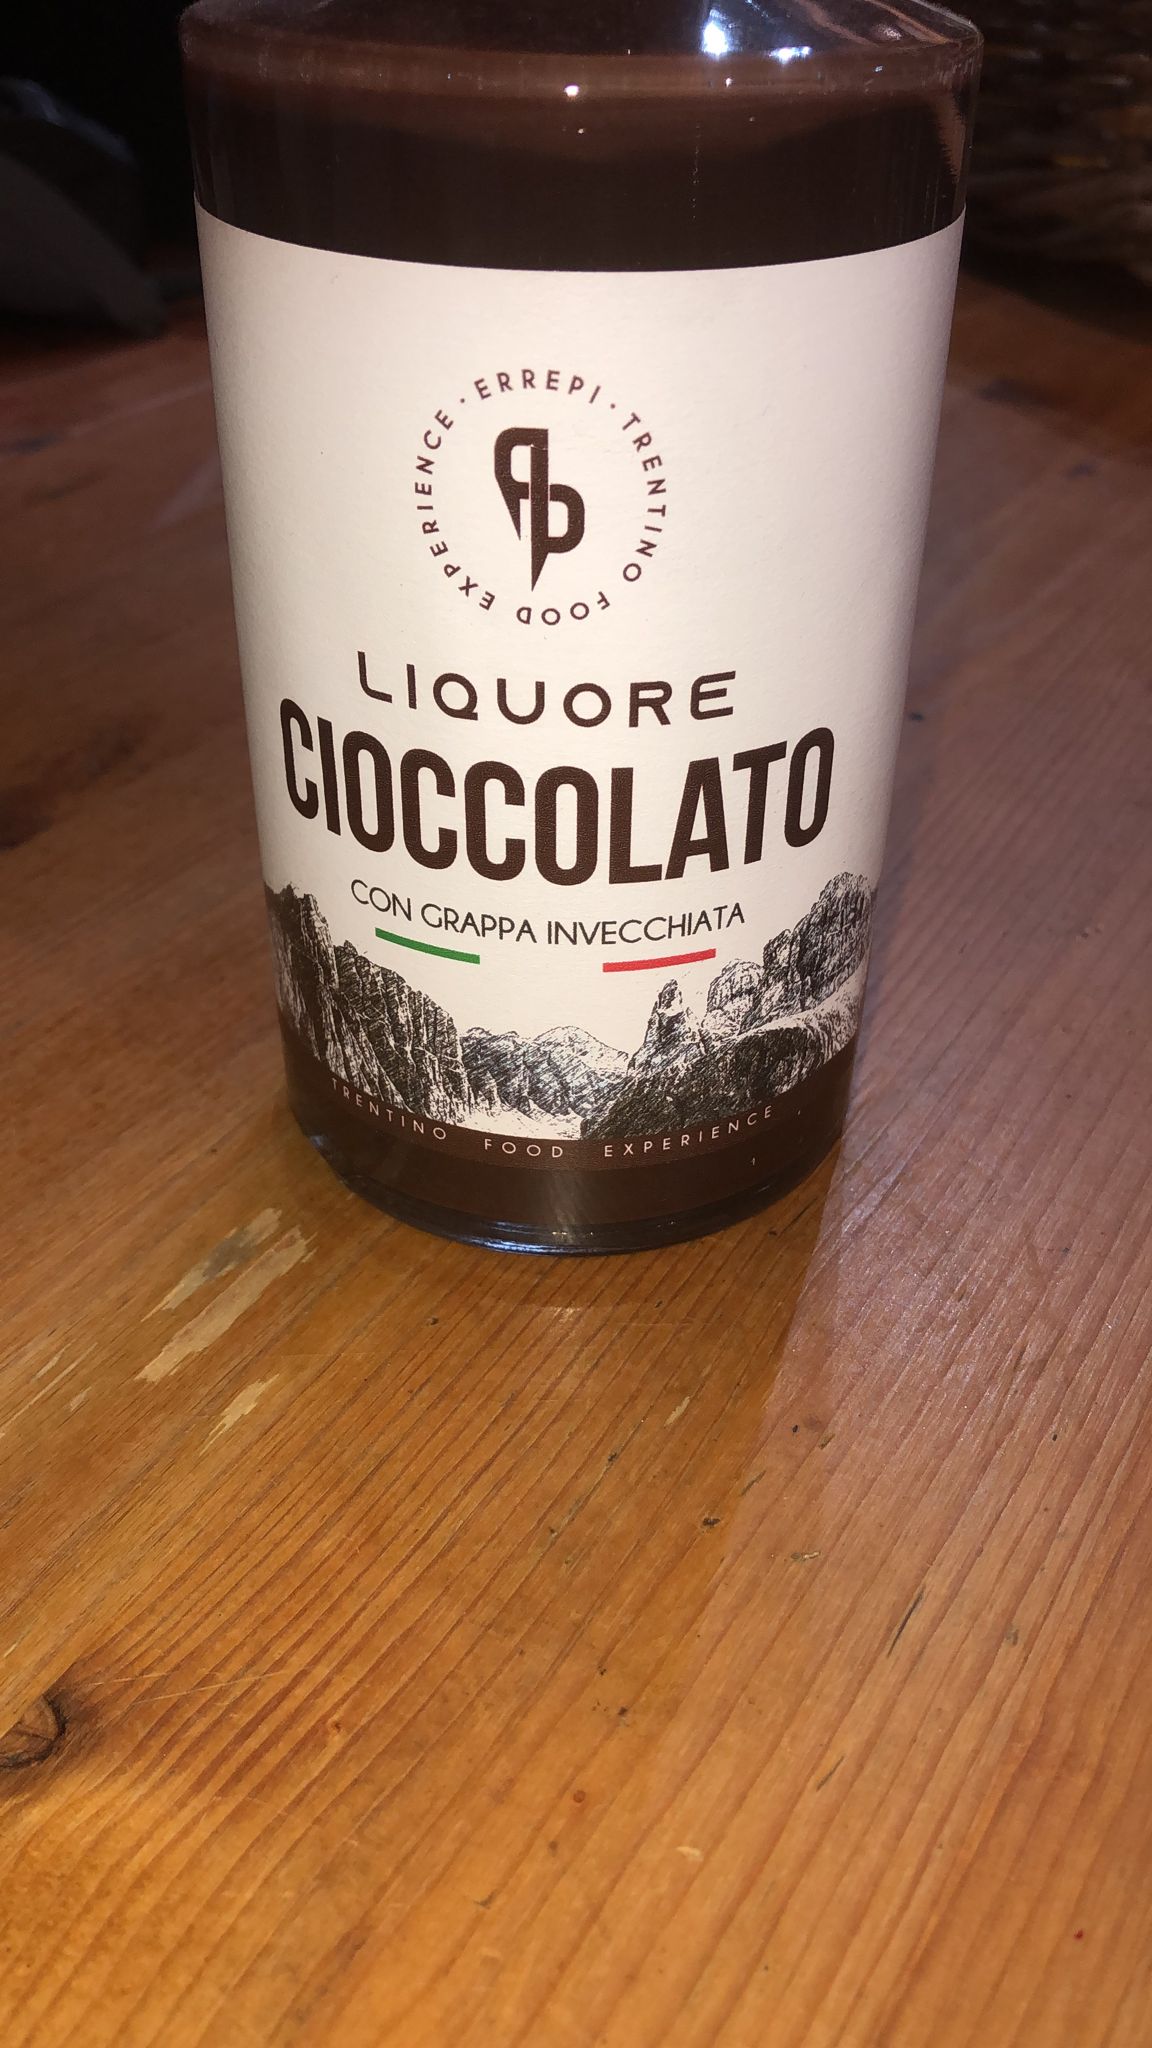 ERREPI · TRENTINO FOOD EXPERIENCE ·
LIQUORE
CIOCCOLATO
CON GRAPPA INVECCHIATA
TRENTINO FOOD EXPERIENCE